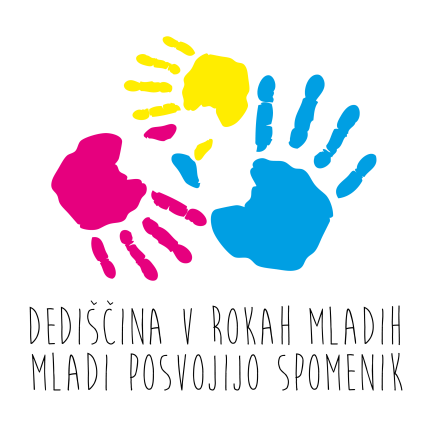 DEDIŠČINA V ROKAH MLADIH
MLADI POSVOJIJO SPOMENIK